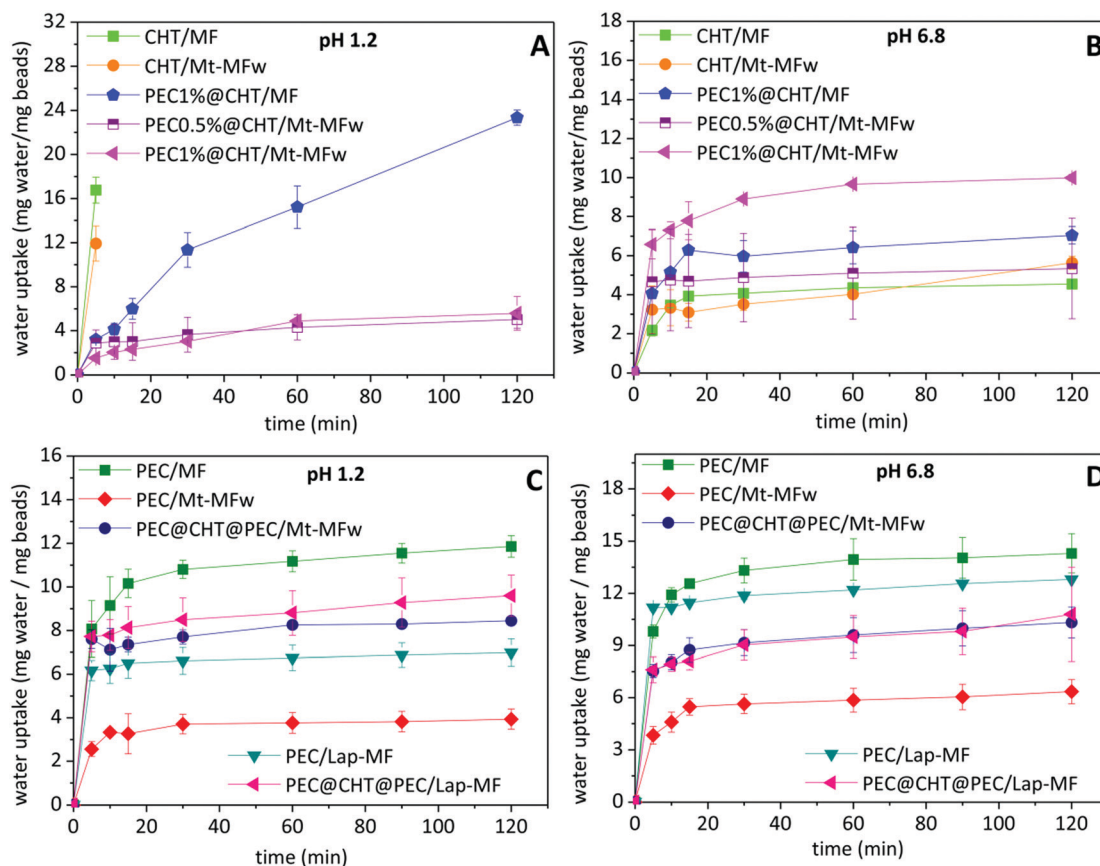 pH 1.2
A
CHT/MF
CHT/Mt-MFw
PEC1%@CHT/MF
PEC0.5%@CHT/Mt-MFw
PEC1%@CHT/Mt-MFw
water uptake (mg water/mg beads)
32
28
24
20
16
12
8
4
0
0 20 40 60 80 100 120
time (min)
pH 6.8
B
CHT/MF
CHT/Mt-MFw
PEC1%@CHT/MF
PEC0.5%@CHT/Mt-MFw
PEC1%@CHT/Mt-MFw
water uptake (mg water/mg beads)
18
16
14
12
10
8
6
4
2
0
0 20 40 60 80 100 120
time (min)
pH 1.2
C
PEC/MF
PEC/Mt-MFw
PEC@CHT@PEC/Mt-MFw
PEC/Lap-MF
PEC@CHT@PEC/Lap-MF
water uptake (mg water / mg beads)
16
14
12
10
8
6
4
2
0
0 20 40 60 80 100 120
time (min)
pH 6.8
D
PEC/MF
PEC/Mt-MFw
PEC@CHT@PEC/Mt-MFw
PEC/Lap-MF
PEC@CHT@PEC/Lap-MF
water uptake (mg water / mg beads)
18
15
12
9
6
3
0
0 20 40 60 80 100 120
time (min)